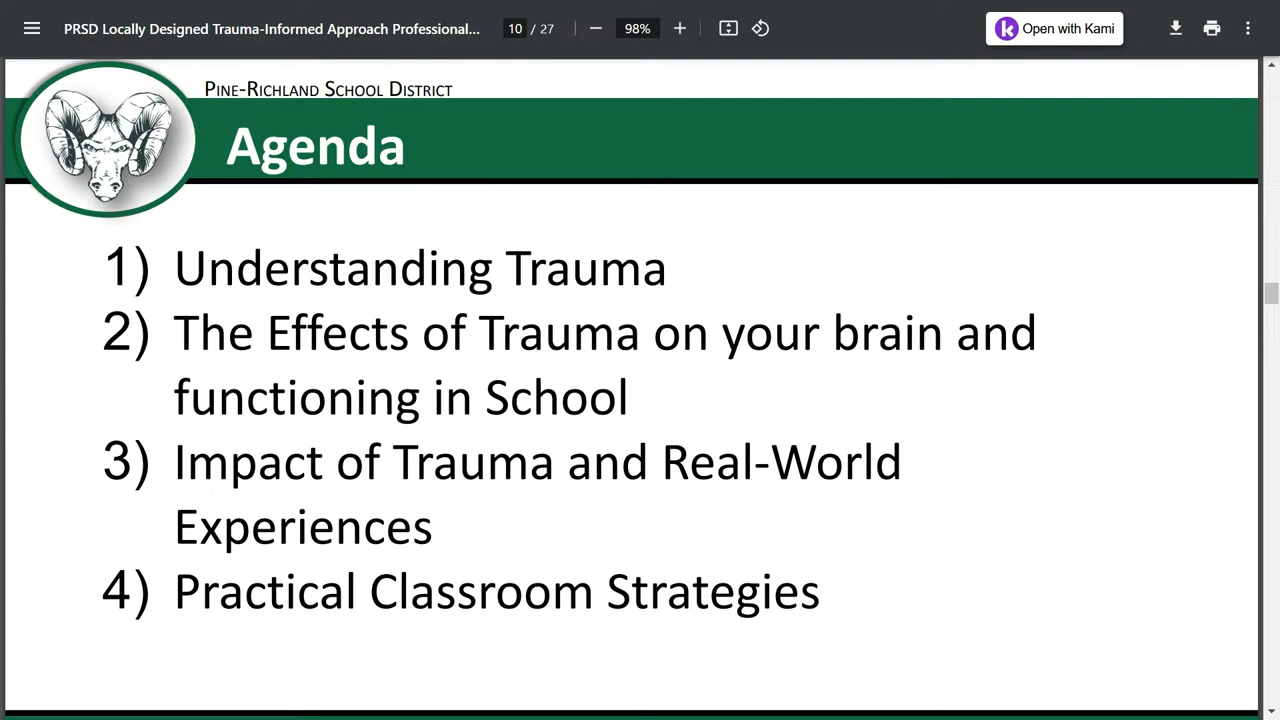 PRSD Locally Designed Trauma-Informed Approach Professional... 10 / 27 98% Open with Kami
PINE-RICHLAND SCHOOL DISTRICT
Agenda
1) Understanding Trauma
2) The Effects of Trauma on your brain and
functioning in School
3) Impact of Trauma and Real-World
Experiences
4) Practical Classroom Strategies